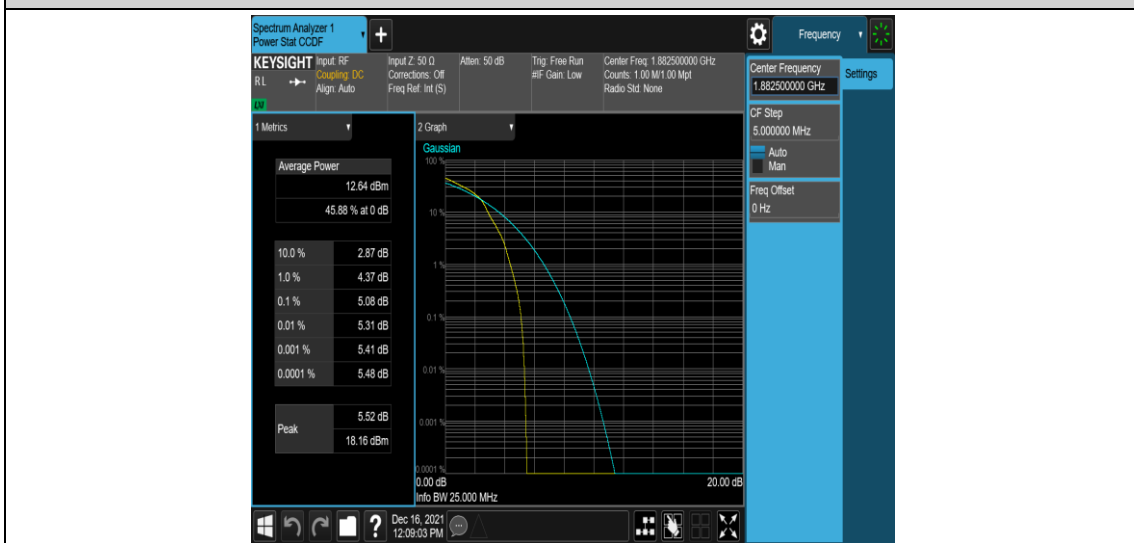 Spectrum Analyzer 1
Power Stat CCDF
+
Frequency
KEYSIGHT
RL
LXI
Input: RF
Coupling: DC
Align: Auto
Input Z: 50 Ω
Corrections: Off
Freq Ref: Int (S)
Atten: 50 dB
Trig: Free Run
#IF Gain: Low
Center Freq: 1.882500000 GHz
Counts: 1.00 M/1.00 Mpt
Radio Std: None
Center Frequency
1.882500000 GHz
Settings
CF Step
5.000000 MHz
Auto
Man
Freq Offset
0 Hz
1 Metrics
Average Power
12.64 dBm
45.88 % at 0 dB
10.0 % 2.87 dB
1.0 % 4.37 dB
0.1 % 5.08 dB
0.01 % 5.31 dB
0.001 % 5.41 dB
0.0001 % 5.48 dB
Peak
5.52 dB
18.16 dBm
2 Graph
Gaussian
100 %
10 %
1 %
0.1 %
0.01 %
0.001 %
0.0001 %
0.00 dB 20.00 dB
Info BW 25.000 MHz
?
Dec 16, 2021
12:09:03 PM